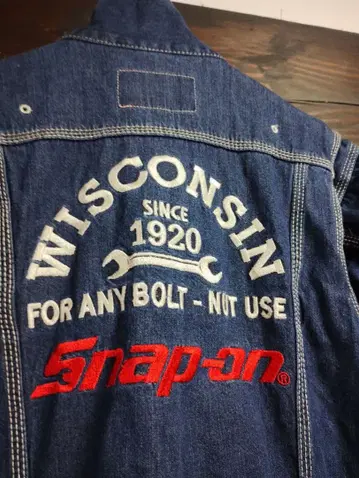 WISCONSIN
SINCE
1920
FOR ANY BOLT - NUT USE
Snap-on®